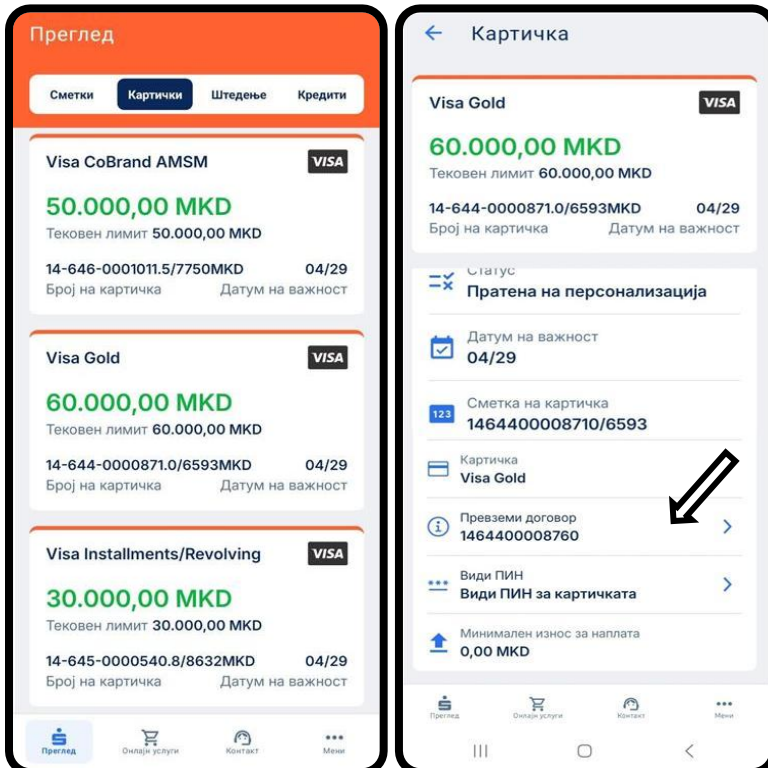 Преглед
Сметки Картички Штедење Кредити
Visa CoBrand AMSM VISA
50.000,00 MKD
Тековен лимит 50.000,00 MKD
14-646-0001011.5/7750MKD 04/29
Број на картичка Датум на важност
Visa Gold VISA
60.000,00 MKD
Тековен лимит 60.000,00 MKD
14-644-0000871.0/6593MKD 04/29
Број на картичка Датум на важност
Visa Installments/Revolving VISA
30.000,00 MKD
Тековен лимит 30.000,00 MKD
14-645-0000540.8/8632MKD 04/29
Број на картичка Датум на важност
Преглед Онлајн услуги Контакт Мени
Картичка
Visa Gold VISA
60.000,00 MKD
Тековен лимит 60.000,00 MKD
14-644-0000871.0/6593MKD 04/29
Број на картичка Датум на важност
Статус
Пратена на персонализација
Датум на важност
04/29
Сметка на картичка
123 1464400008710/6593
Картичка
Visa Gold
Превземи договор
1464400008760
Види ПИН
Види ПИН за картичката
Минимален износ за наплата
0,00 MKD
Преглед Онлајн услуги Контакт Мени